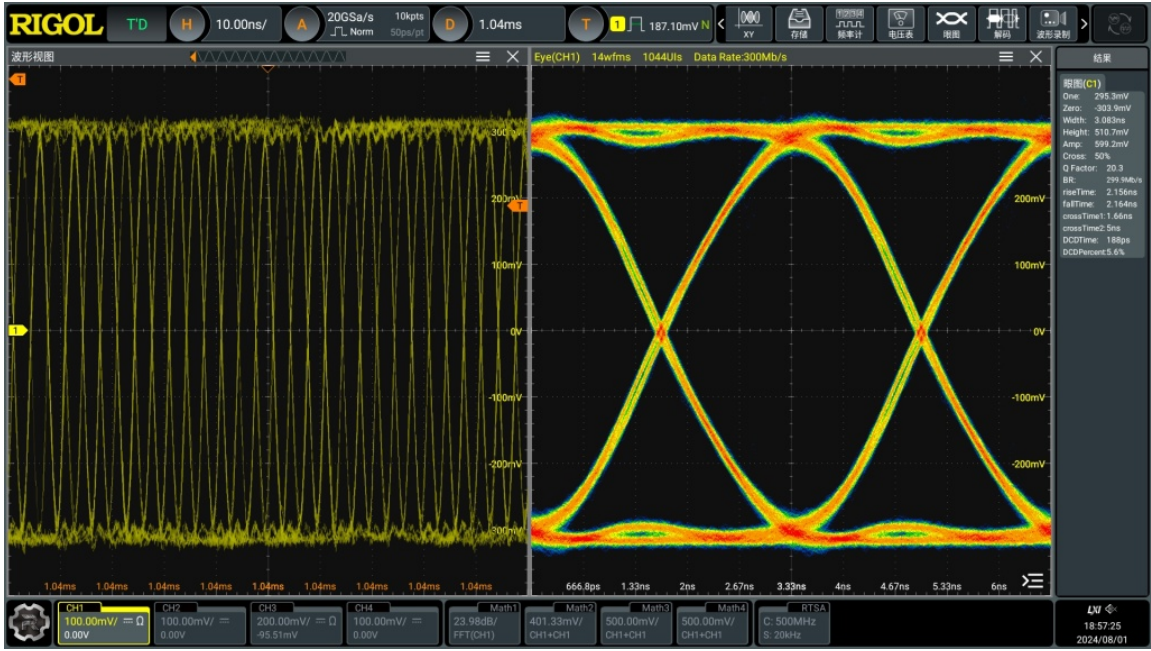 RIGOL T'D H 10.00ns/ A 20GSa/s 10kpts Norm 50ps/pt D 1.04ms T 1 187.10mV N < XY 存储 频率计 电压表 眼图 解码 波形录制 >
波形视图
T
Eye(CH1) 14wfms 1044UIs Data Rate:300Mb/s
结果
眼图(C1)
One: 295.3mV
Zero: -303.9mV
Width: 3.083ns
Height: 510.7mV
Amp: 599.2mV
Cross: 50%
Q Factor: 20.3
BR: 299.9Mb/s
riseTime: 2.156ns
fallTime: 2.164ns
crossTime1:1.66ns
crossTime2:5ns
DCDTime: 188ps
DCDPercent:5.6%
300mV
200mV
T
100mV
1
0V
-100mV
-200mV
-300mV
1.04ms 1.04ms 1.04ms 1.04ms 1.04ms 1.04ms 1.04ms 1.04ms 1.04ms
200mV
100mV
0V
-100mV
-200mV
666.8ps 1.33ns 2ns 2.67ns 3.33ns 4ns 4.67ns 5.33ns 6ns
CH1
100.00mV/ Ω
0.00V
CH2
100.00mV/
0.00V
CH3
200.00mV/ Ω
-95.51mV
CH4
100.00mV/
0.00V
Math1
23.98dB/
FFT(CH1)
Math2
401.33mV/
CH1+CH1
Math3
500.00mV/
CH1+CH1
Math4
500.00mV/
CH1+CH1
RTSA
C: 500MHz
S: 20kHz
LXI
18:57:25
2024/08/01